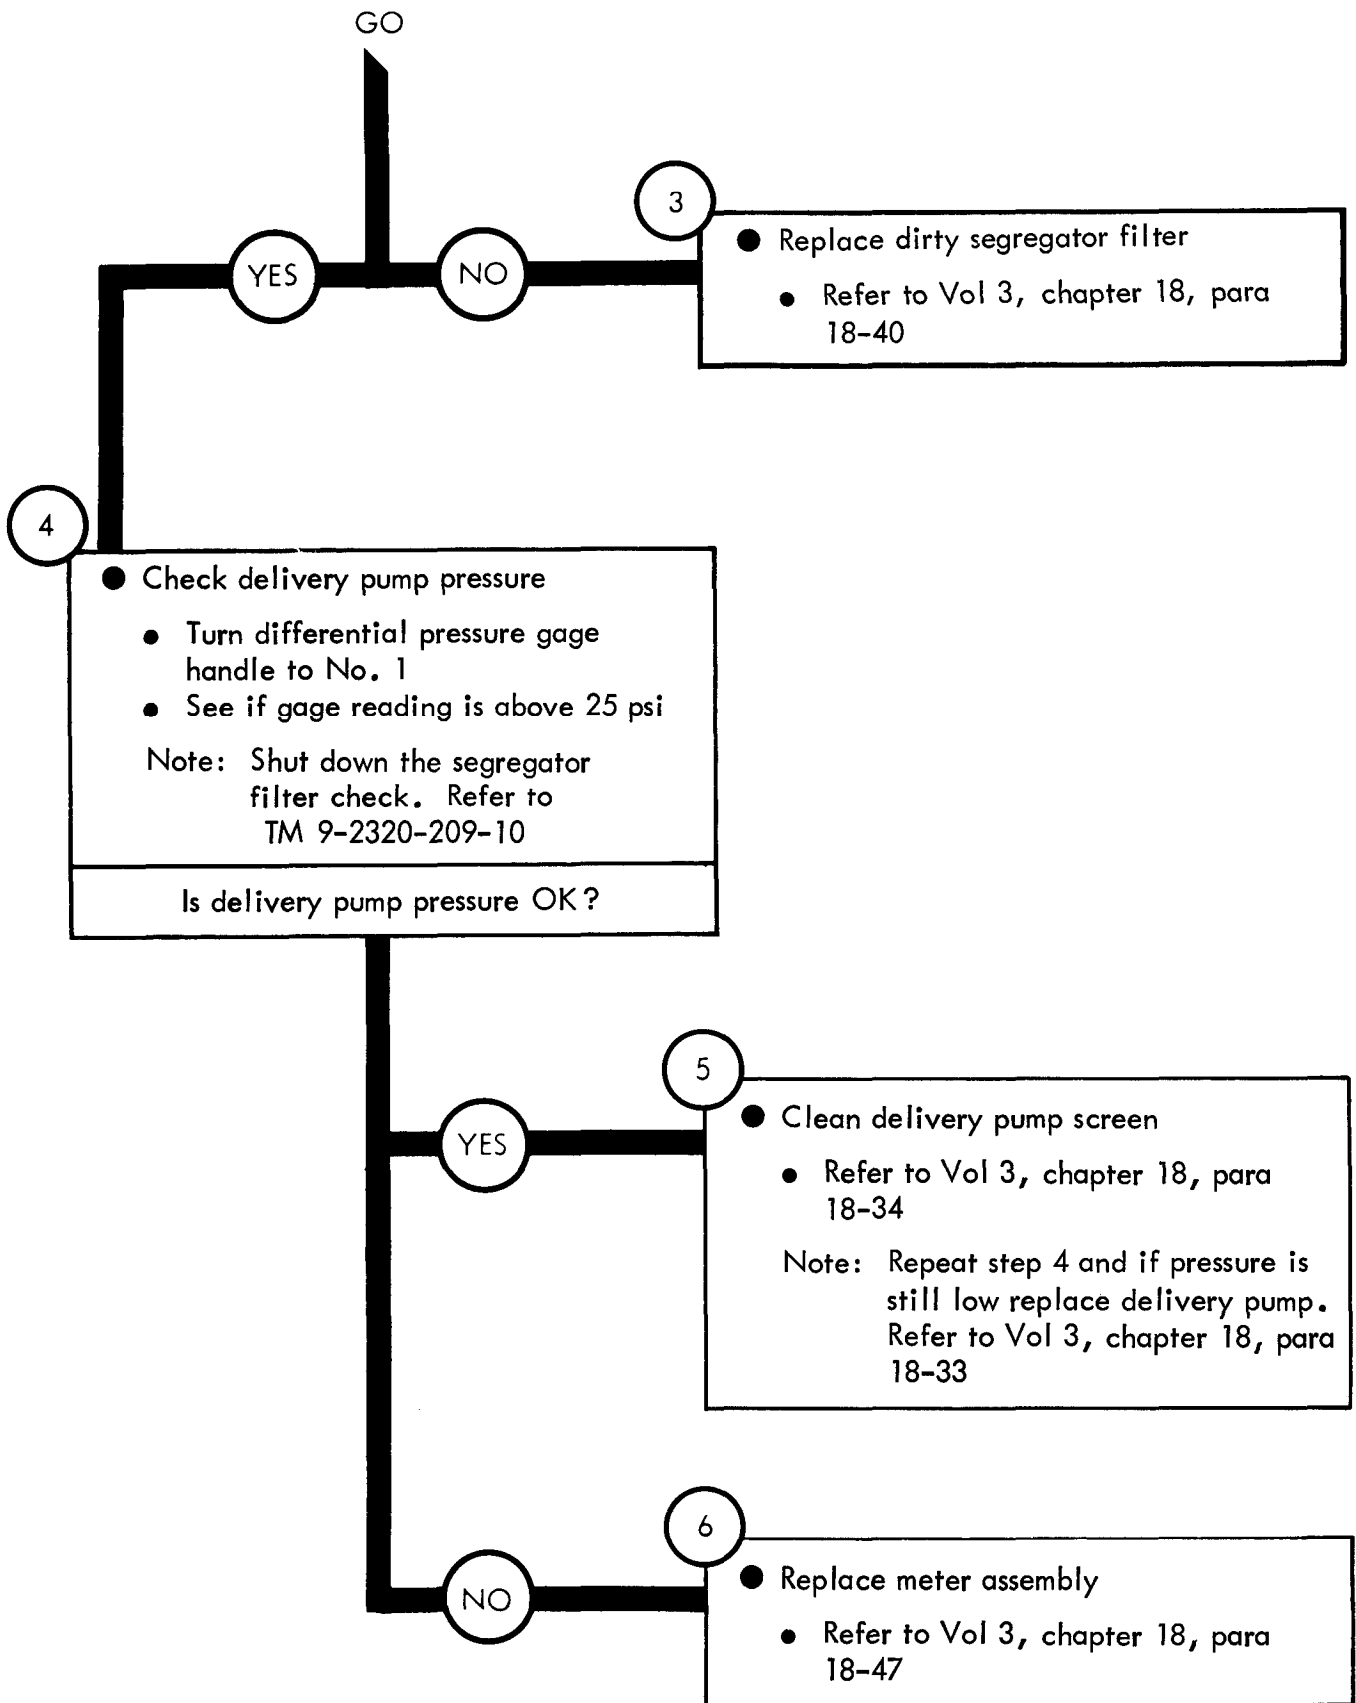 GO
YES
NO
3
● Replace dirty segregator filter
● Refer to Vol 3, chapter 18, para
18-40
4
● Check delivery pump pressure
● Turn differential pressure gage
handle to No. 1
● See if gage reading is above 25 psi
Note: Shut down the segregator
filter check. Refer to
TM 9-2320-209-10
Is delivery pump pressure OK?
YES
5
● Clean delivery pump screen
● Refer to Vol 3, chapter 18, para
18-34
Note: Repeat step 4 and if pressure is
still low replace delivery pump.
Refer to Vol 3, chapter 18, para
18-33
NO
6
● Replace meter assembly
● Refer to Vol 3, chapter 18, para
18-47